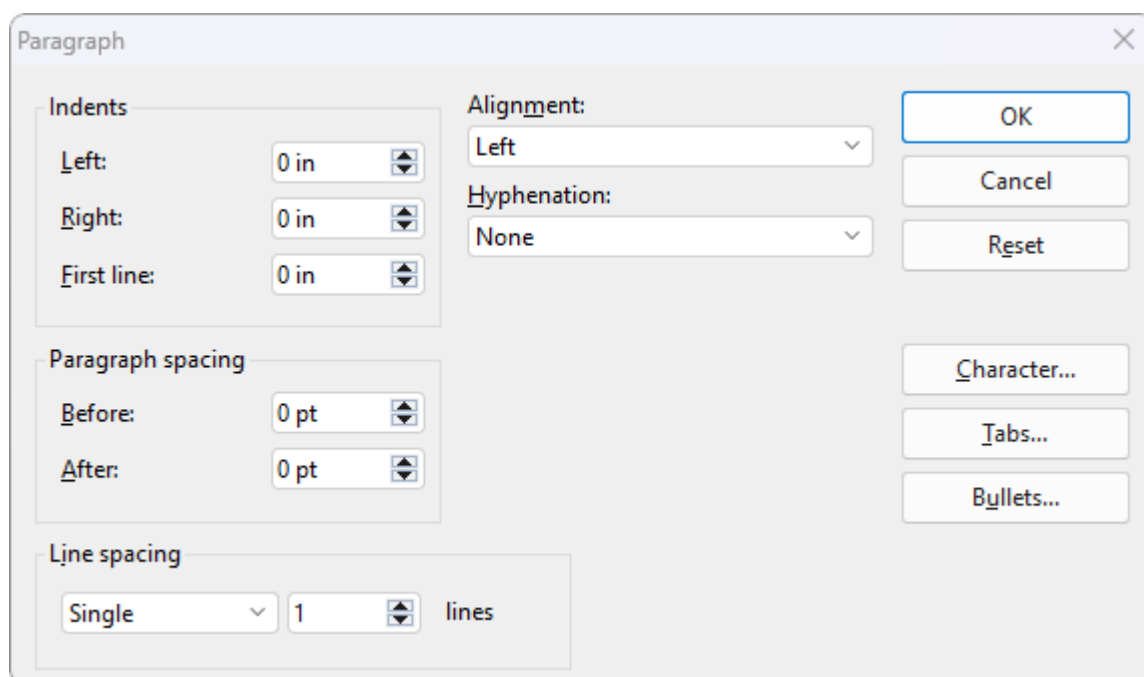 Paragraph
Indents
Left: 0 in
Right: 0 in
First line: 0 in
Paragraph spacing
Before: 0 pt
After: 0 pt
Line spacing
Single 1 lines
Alignment:
Left
Hyphenation:
None
OK
Cancel
Reset
Character...
Tabs...
Bullets...